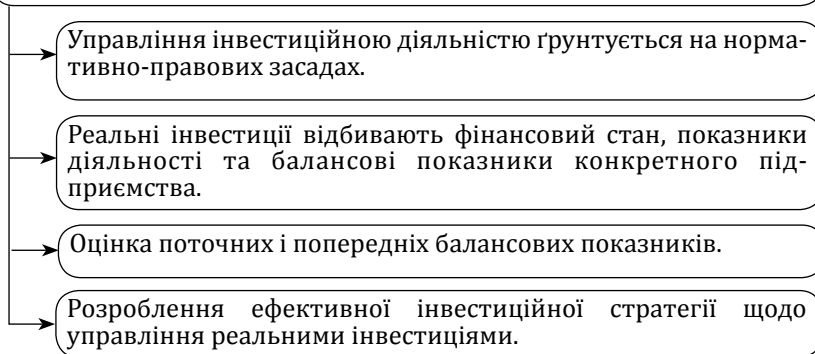 Управління інвестиційною діяльністю ґрунтується на норма-
тивно-правових засадах.
Реальні інвестиції відбивають фінансовий стан, показники
діяльності та балансові показники конкретного під-
приємства.
Оцінка поточних і попередніх балансових показників.
Розроблення ефективної інвестиційної стратегії щодо
управління реальними інвестиціями.